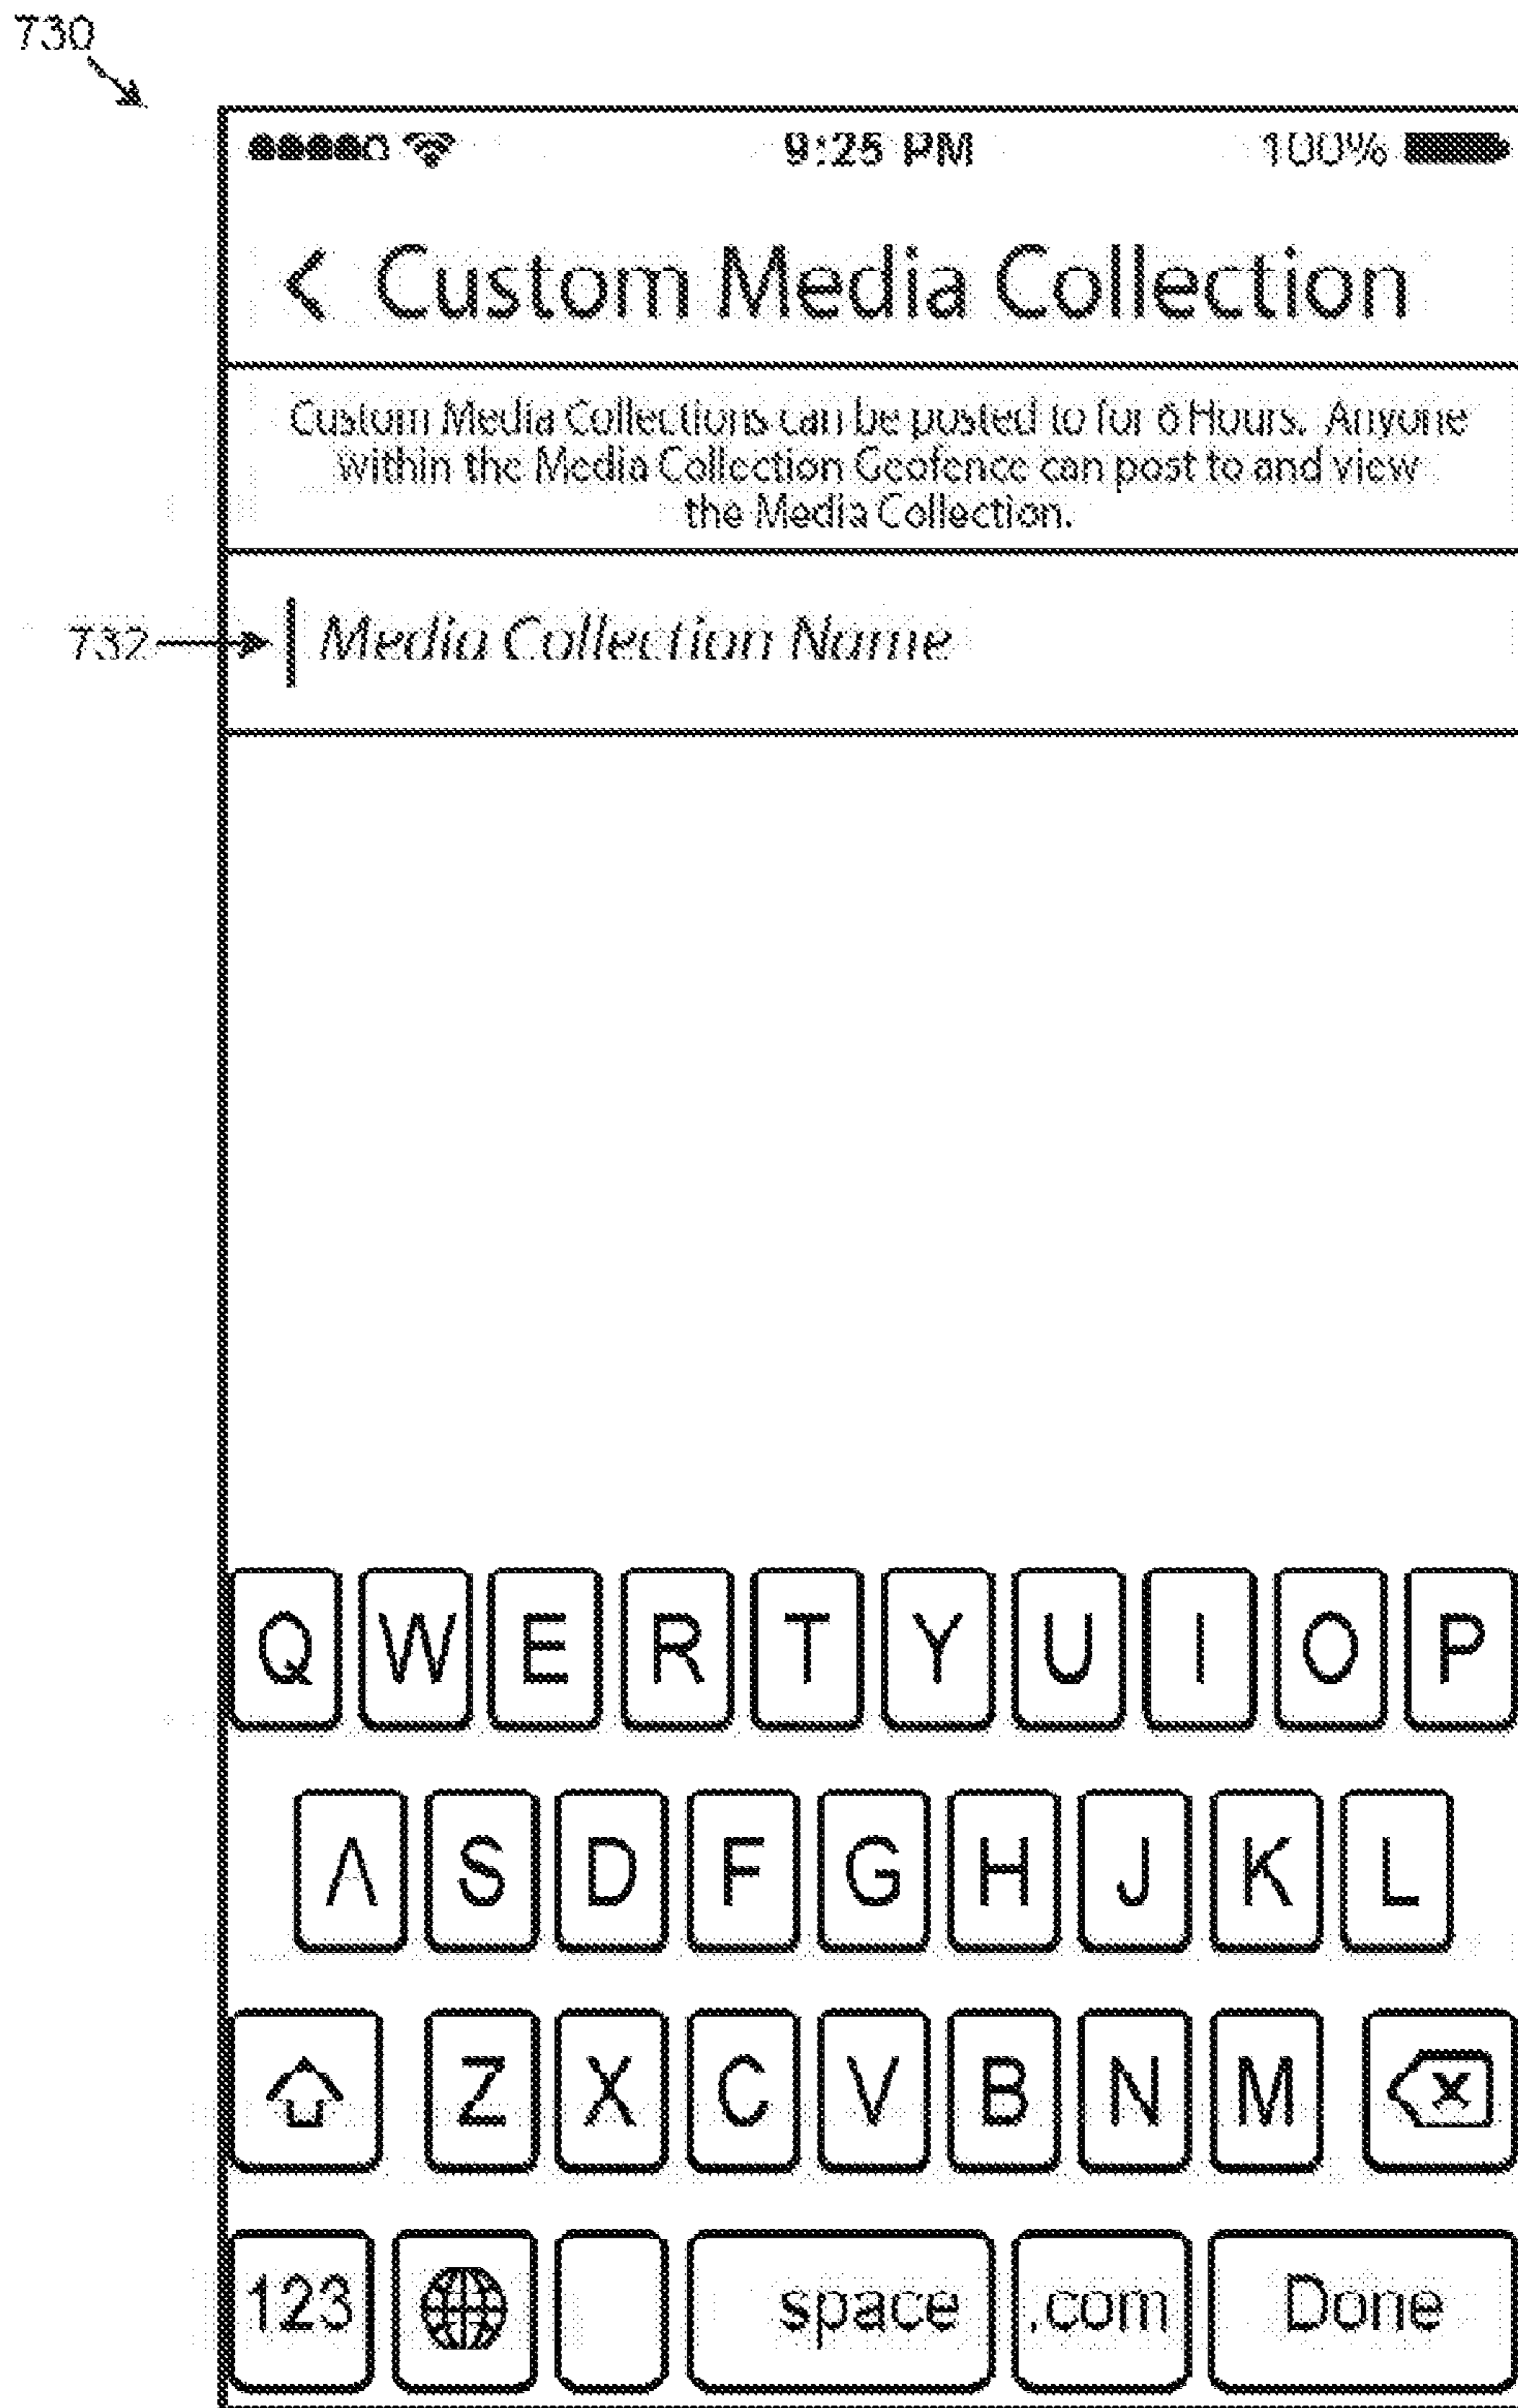 730
9:25 PM 100%
< Custom Media Collection
Custom Media Collections can be posted to for 6 Hours. Anyone
within the Media Collection Geofence can post to and view
the Media Collection.
732 Media Collection Name
Q W E R T Y U I O P
A S D F G H J K L
Z X C V B N M
123 space .com Done